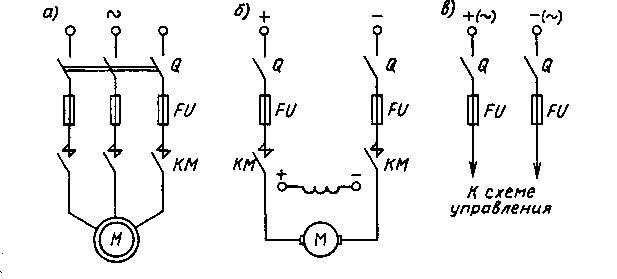 а) ~ б) + − в) +(~) −(~)
Q Q Q Q Q
FU FU FU FU FU
KM KM KM
+ −
К схеме
управления
M M